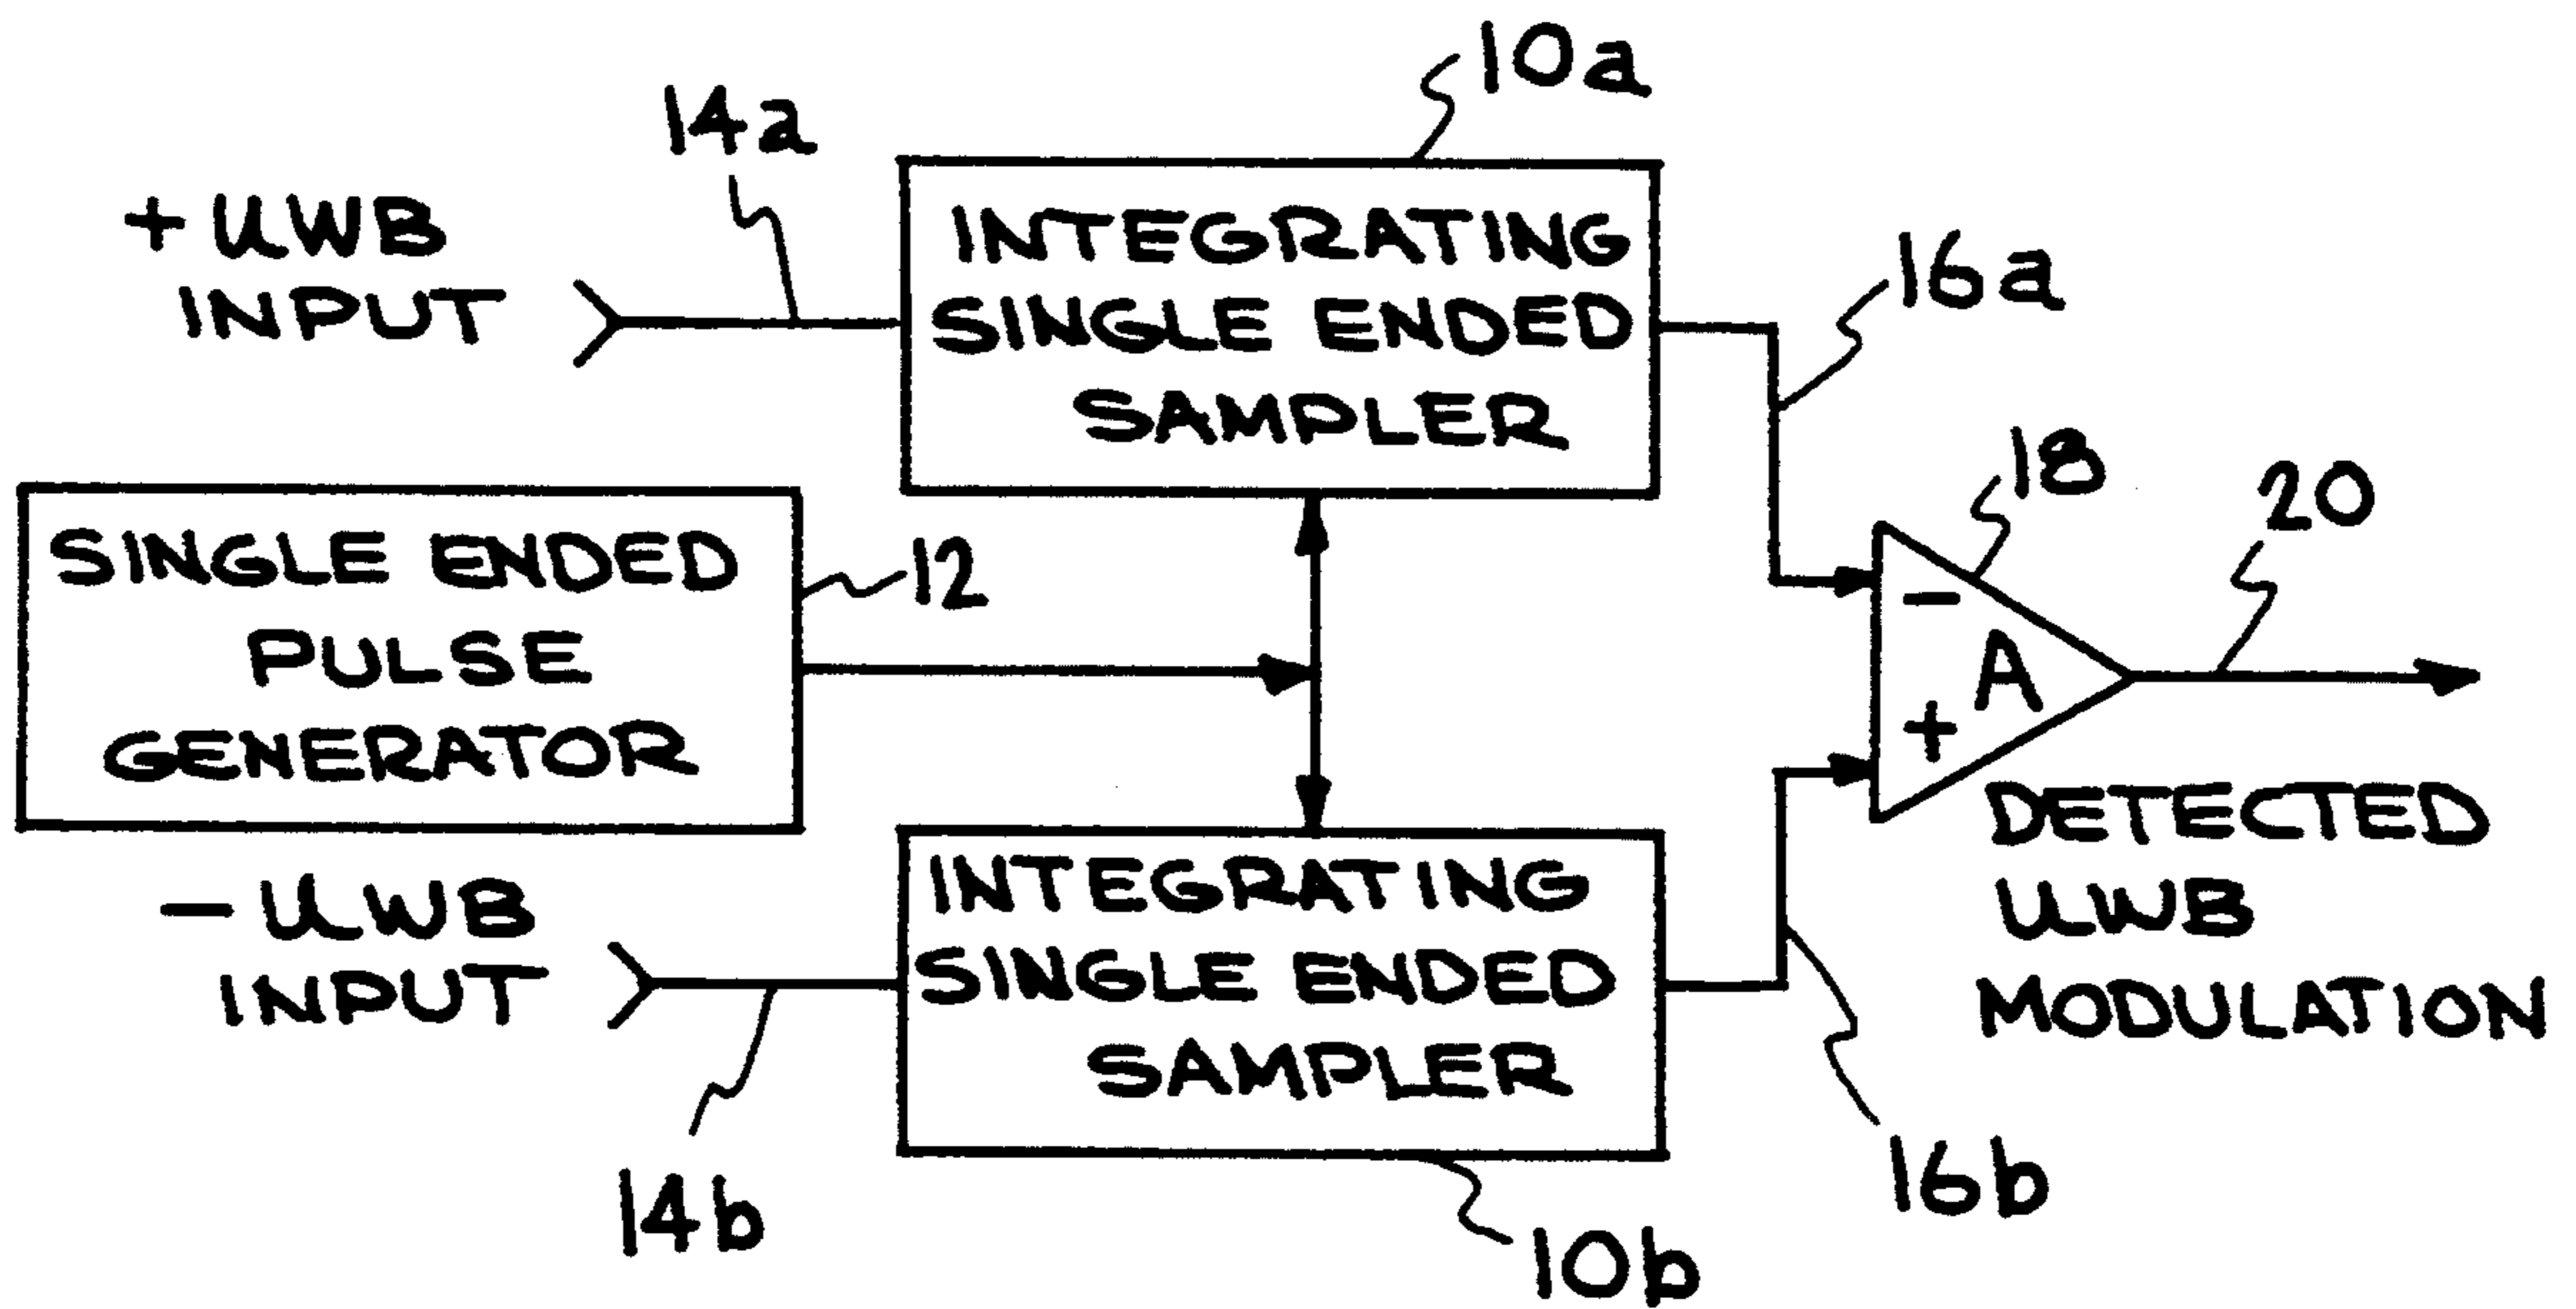 10a
14a
+ UWB
INPUT
INTEGRATING
SINGLE ENDED
SAMPLER
16a
18
20
SINGLE ENDED
PULSE
GENERATOR
12
−
A
+
DETECTED
UWB
MODULATION
− UWB
INPUT
INTEGRATING
SINGLE ENDED
SAMPLER
14b
16b
10b